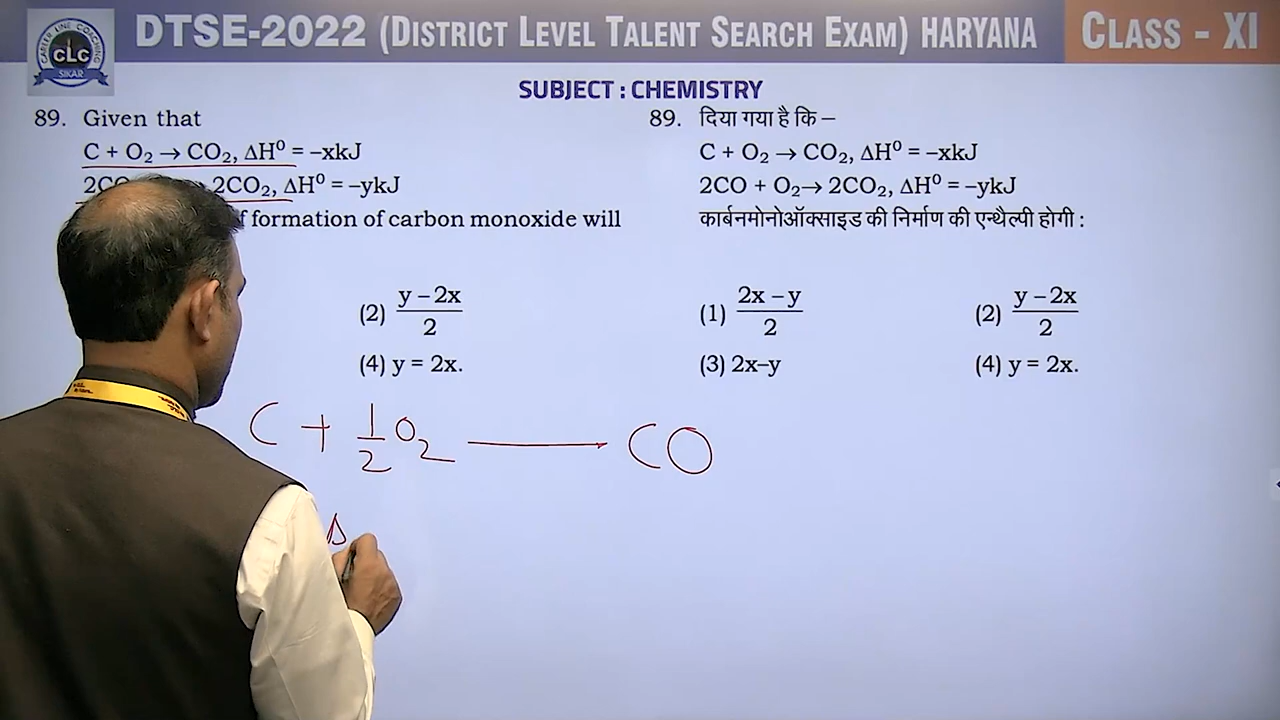 DTSE-2022 (DISTRICT LEVEL TALENT SEARCH EXAM) HARYANA
CLASS - XI
CAREER LINE COACHING
CLC
SIKAR
SUBJECT : CHEMISTRY
89. Given that
C + O₂ → CO₂, ΔH⁰ = –xkJ
2CO → 2CO₂, ΔH⁰ = –ykJ
formation of carbon monoxide will
(2) y – 2x / 2
(4) y = 2x.
89. दिया गया है कि –
C + O₂ → CO₂, ΔH⁰ = –xkJ
2CO + O₂→ 2CO₂, ΔH⁰ = –ykJ
कार्बनमोनोऑक्साइड की निर्माण की एन्थैल्पी होगी :
(1) 2x – y / 2
(2) y – 2x / 2
(3) 2x–y
(4) y = 2x.
C + 1/2 O₂ → CO
Δ